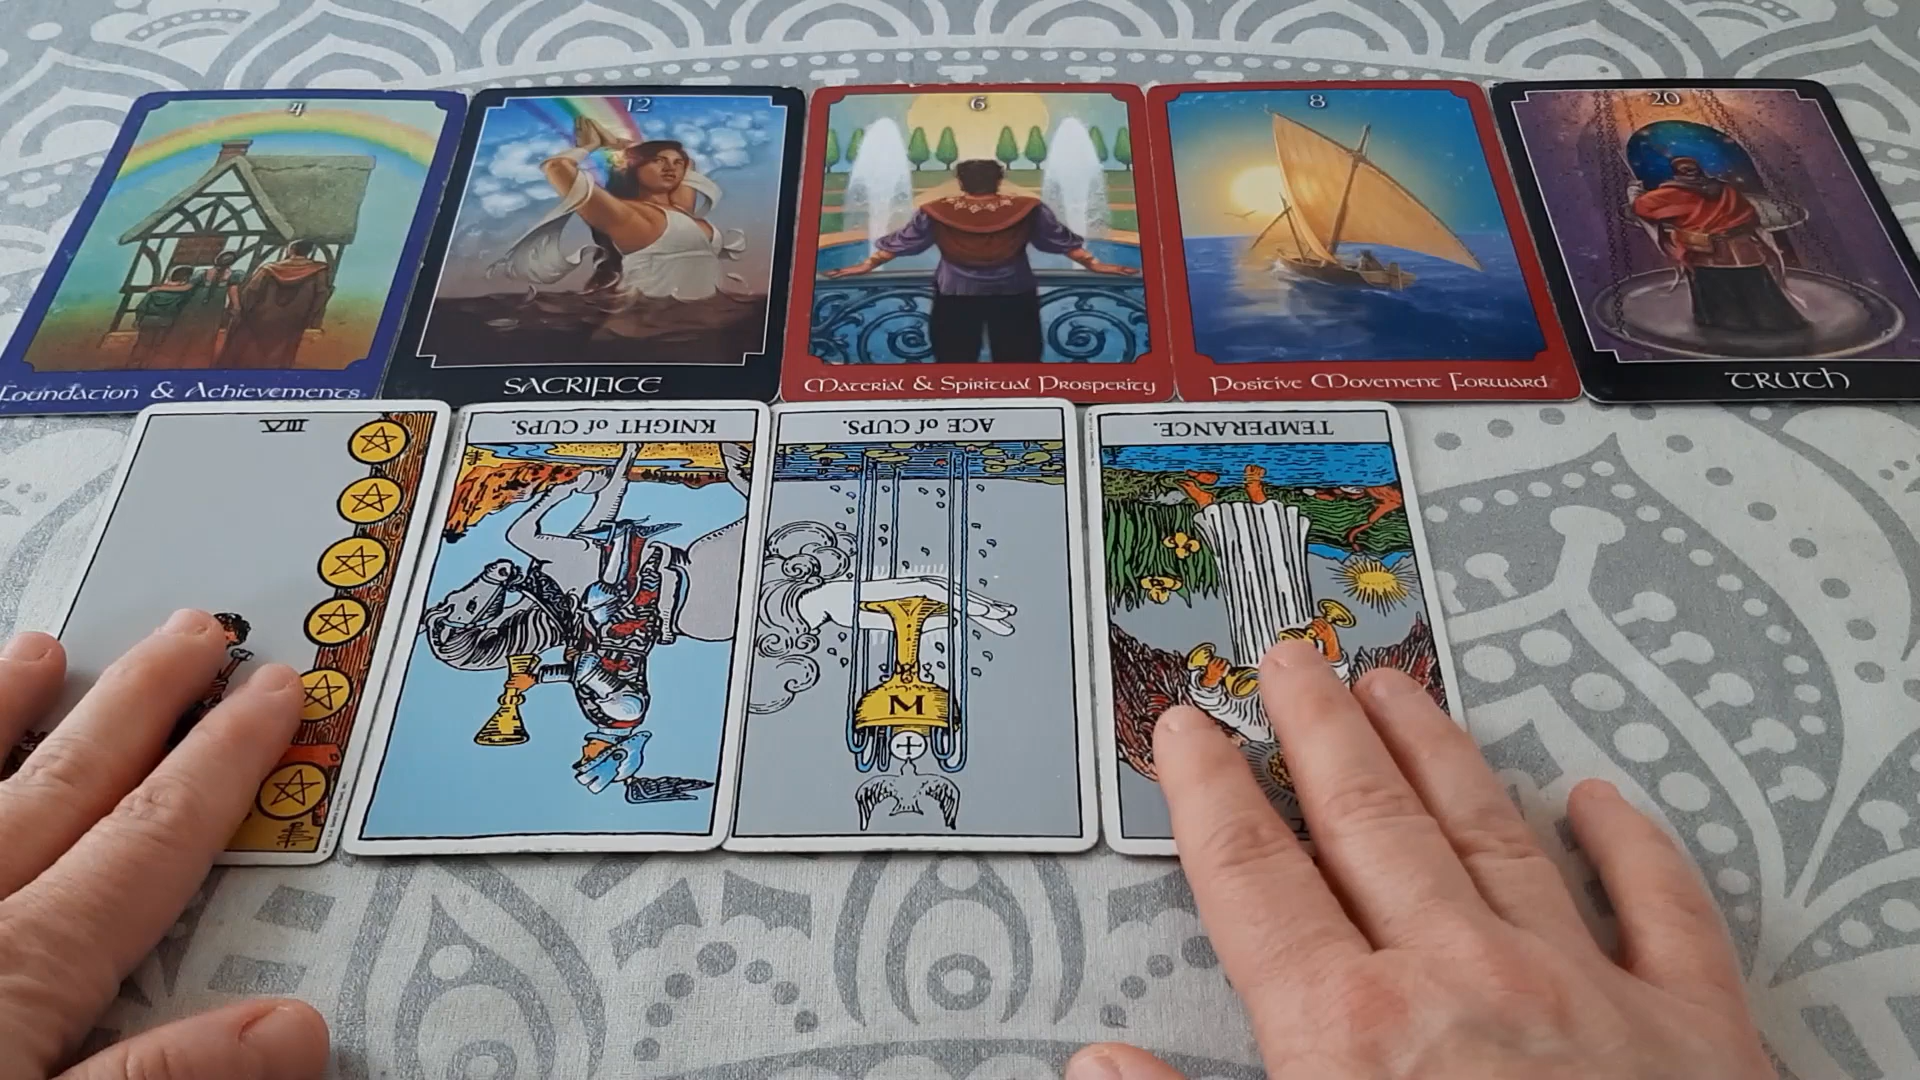 4
12
6
8
20
Foundation & Achievements
SACRIFICE
Material & Spiritual Prosperity
Positive Movement Forward
TRUTH
VIII
KNIGHT of CUPS.
ACE of CUPS.
TEMPERANCE.
W